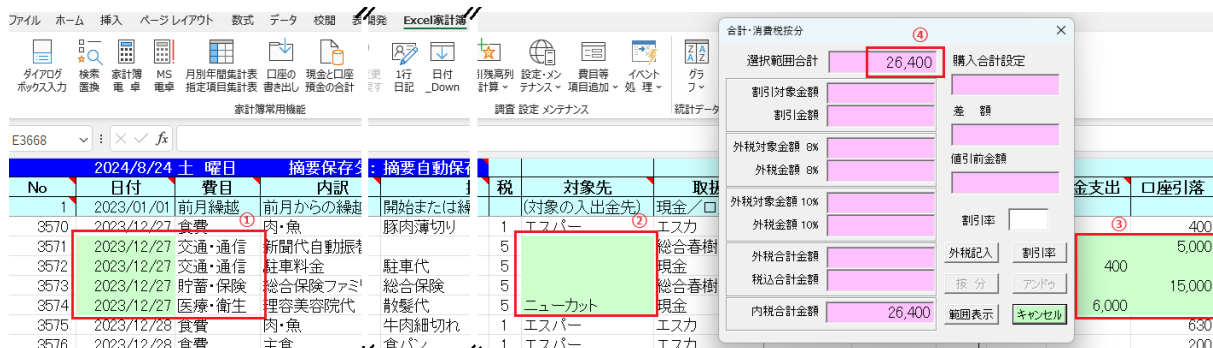 ファイル ホーム 挿入 ページ レイアウト 数式 データ 校閲 表 開発 Excel家計簿
ダイアログ ボックス入力
検索 置換
家計簿 電卓
MS 電卓
月別年間集計表 指定項目集計表
口座の 書き出し
現金と口座 預金の合計
1行 日記
日付 _Down
引残高列 計算
設定・メン テナンス
費目等 項目追加
イベント 処理
グラ フ
家計簿常用機能
調査 設定 メンテナンス
統計データ
E3668 fx
2024/8/24 土 曜日 摘要保存タ : 摘要自動保存
No 日付 費目 内訳 税 対象先 取扱 金支出 口座引落
1 2023/01/01 前月繰越 前月からの繰越 開始または繰 (対象の入出金先) 現金/口
3570 2023/12/27 食費 肉・魚 豚肉薄切り 1 エスパー エスカ 400
3571 2023/12/27 交通・通信 新聞代自動振替 5 総合春樹 5,000
3572 2023/12/27 交通・通信 駐車料金 駐車代 5 現金 400
3573 2023/12/27 貯蓄・保険 総合保険ファミリ 総合保険 5 総合春樹 15,000
3574 2023/12/27 医療・衛生 理容美容院代 散髪代 5 ニューカット 現金 6,000
3575 2023/12/28 食費 肉・魚 牛肉細切れ 1 エスパー エスカ 630
3576 2023/12/28 食費 主食 食パン 1 エスパー エスカ 200
① ② ③ ④
合計・消費税按分
選択範囲合計 26,400
割引対象金額
割引金額
外税対象金額 8%
外税金額 8%
外税対象金額 10%
外税金額 10%
外税合計金額
税込合計金額
内税合計金額 26,400
購入合計設定
差 額
値引前金額
割引率
外税記入 割引率
按 分 アンドゥ
範囲表示 キャンセル